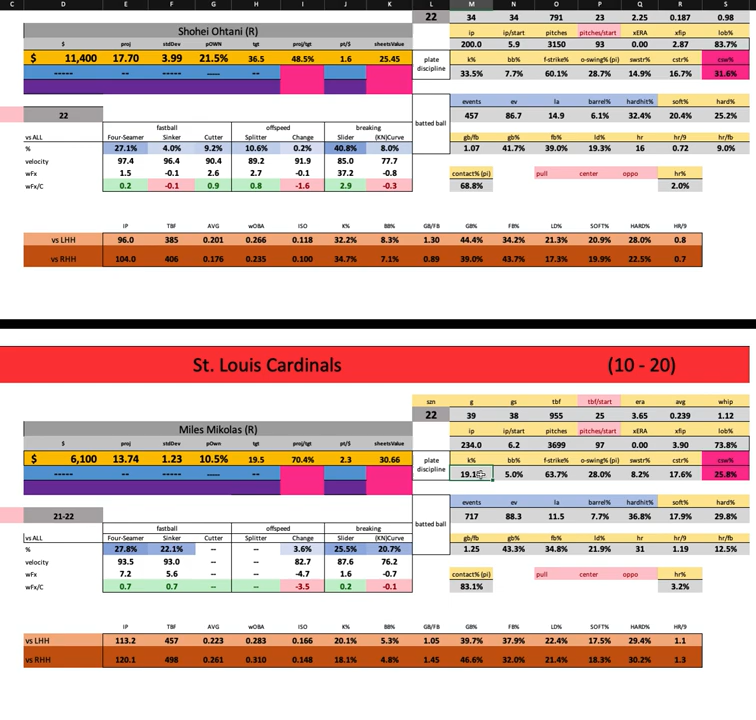 C D E F G H I J K L M N O P Q R S
22 34 34 791 23 2.25 0.187 0.98
Shohei Ohtani (R) ip ip/start pitches pitches/start xERA xfip lob%
200.0 5.9 3150 93 0.00 2.87 83.7%
$ proj stdDev pOWN tgt proj/tgt pt/$ sheetsValue
$ 11,400 17.70 3.99 21.5% 36.5 48.5% 1.6 25.45
plate discipline k% bb% f-strike% o-swing% (pi) swstr% cstr% csw%
33.5% 7.7% 60.1% 28.7% 14.9% 16.7% 31.6%
----- -- ---- — --
events ev la barrel% hardhit% soft% hard%
22 457 86.7 14.9 6.1% 32.4% 20.4% 25.2%
batted ball
fastball offspeed breaking
vs ALL Four-Seamer Sinker Cutter Splitter Change Slider (KN)Curve gb/fb gb% fb% ld% hr hr/9 hr/fb
% 27.1% 4.0% 9.2% 10.6% 0.2% 40.8% 8.0% 1.07 41.7% 39.0% 19.3% 16 0.72 9.0%
velocity 97.4 96.4 90.4 89.2 91.9 85.0 77.7
wFx 1.5 -0.1 2.6 2.7 -0.1 37.2 -0.8 contact% (pi) pull center oppo hr%
wFx/C 0.2 -0.1 0.9 0.8 -1.6 2.9 -0.3 68.8% 2.0%
IP TBF AVG wOBA ISO K% BB% GB/FB GB% FB% LD% SOFT% HARD% HR/9
vs LHH 96.0 385 0.201 0.266 0.118 32.2% 8.3% 1.30 44.4% 34.2% 21.3% 20.9% 28.0% 0.8
vs RHH 104.0 406 0.176 0.235 0.100 34.7% 7.1% 0.89 39.0% 43.7% 17.3% 19.9% 22.5% 0.7
St. Louis Cardinals (10 - 20)
szn g gs tbf tbf/start era avg whip
22 39 38 955 25 3.65 0.239 1.12
Miles Mikolas (R) ip ip/start pitches pitches/start xERA xfip lob%
234.0 6.2 3699 97 0.00 3.90 73.8%
$ proj stdDev pOwn tgt proj/tgt pt/$ sheetsValue
$ 6,100 13.74 1.23 10.5% 19.5 70.4% 2.3 30.66
plate discipline k% bb% f-strike% o-swing% (pi) swstr% cstr% csw%
19.1% 5.0% 63.7% 28.0% 8.2% 17.6% 25.8%
----- -- ---- — --
events ev la barrel% hardhit% soft% hard%
21-22 717 88.3 11.5 7.7% 36.8% 17.9% 29.8%
batted ball
fastball offspeed breaking
vs ALL Four-Seamer Sinker Cutter Splitter Change Slider (KN)Curve gb/fb gb% fb% ld% hr hr/9 hr/fb
% 27.8% 22.1% -- -- 3.6% 25.5% 20.7% 1.25 43.3% 34.8% 21.9% 31 1.19 12.5%
velocity 93.5 93.0 -- -- 82.7 87.6 76.2
wFx 7.2 5.6 -- -- -4.7 1.6 -0.7 contact% (pi) pull center oppo hr%
wFx/C 0.7 0.7 -- -- -3.5 0.2 -0.1 83.1% 3.2%
IP TBF AVG wOBA ISO K% BB% GB/FB GB% FB% LD% SOFT% HARD% HR/9
vs LHH 113.2 457 0.223 0.283 0.166 20.1% 5.3% 1.05 39.7% 37.9% 22.4% 17.5% 29.4% 1.1
vs RHH 120.1 498 0.261 0.310 0.148 18.1% 4.8% 1.45 46.6% 32.0% 21.4% 18.3% 30.2% 1.3